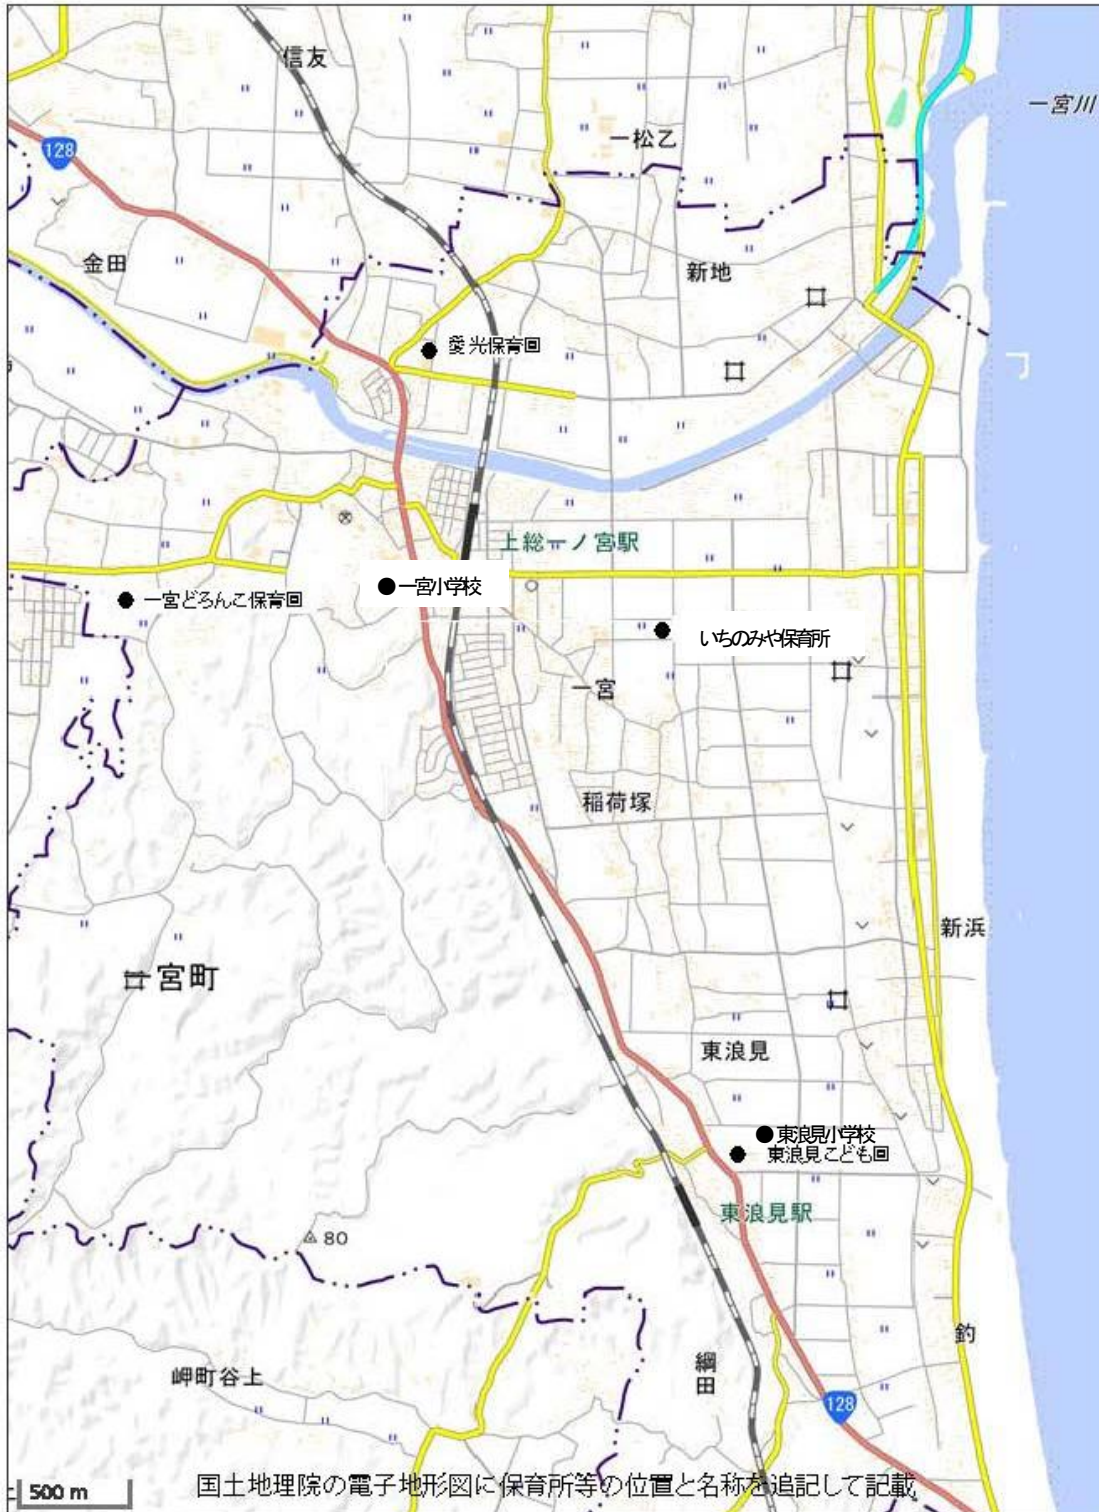 信友
一宮川
一松乙
128
金田
新地
愛光保育園
上総一ノ宮駅
一宮小学校
一宮どろんこ保育園
いちのみや保育所
一宮
稲荷塚
新浜
一宮町
東浪見
東浪見小学校
東浪見こども園
東浪見駅
80
釣
綱田
岬町谷上
128
500 m
国土地理院の電子地形図に保育所等の位置と名称を追記して記載